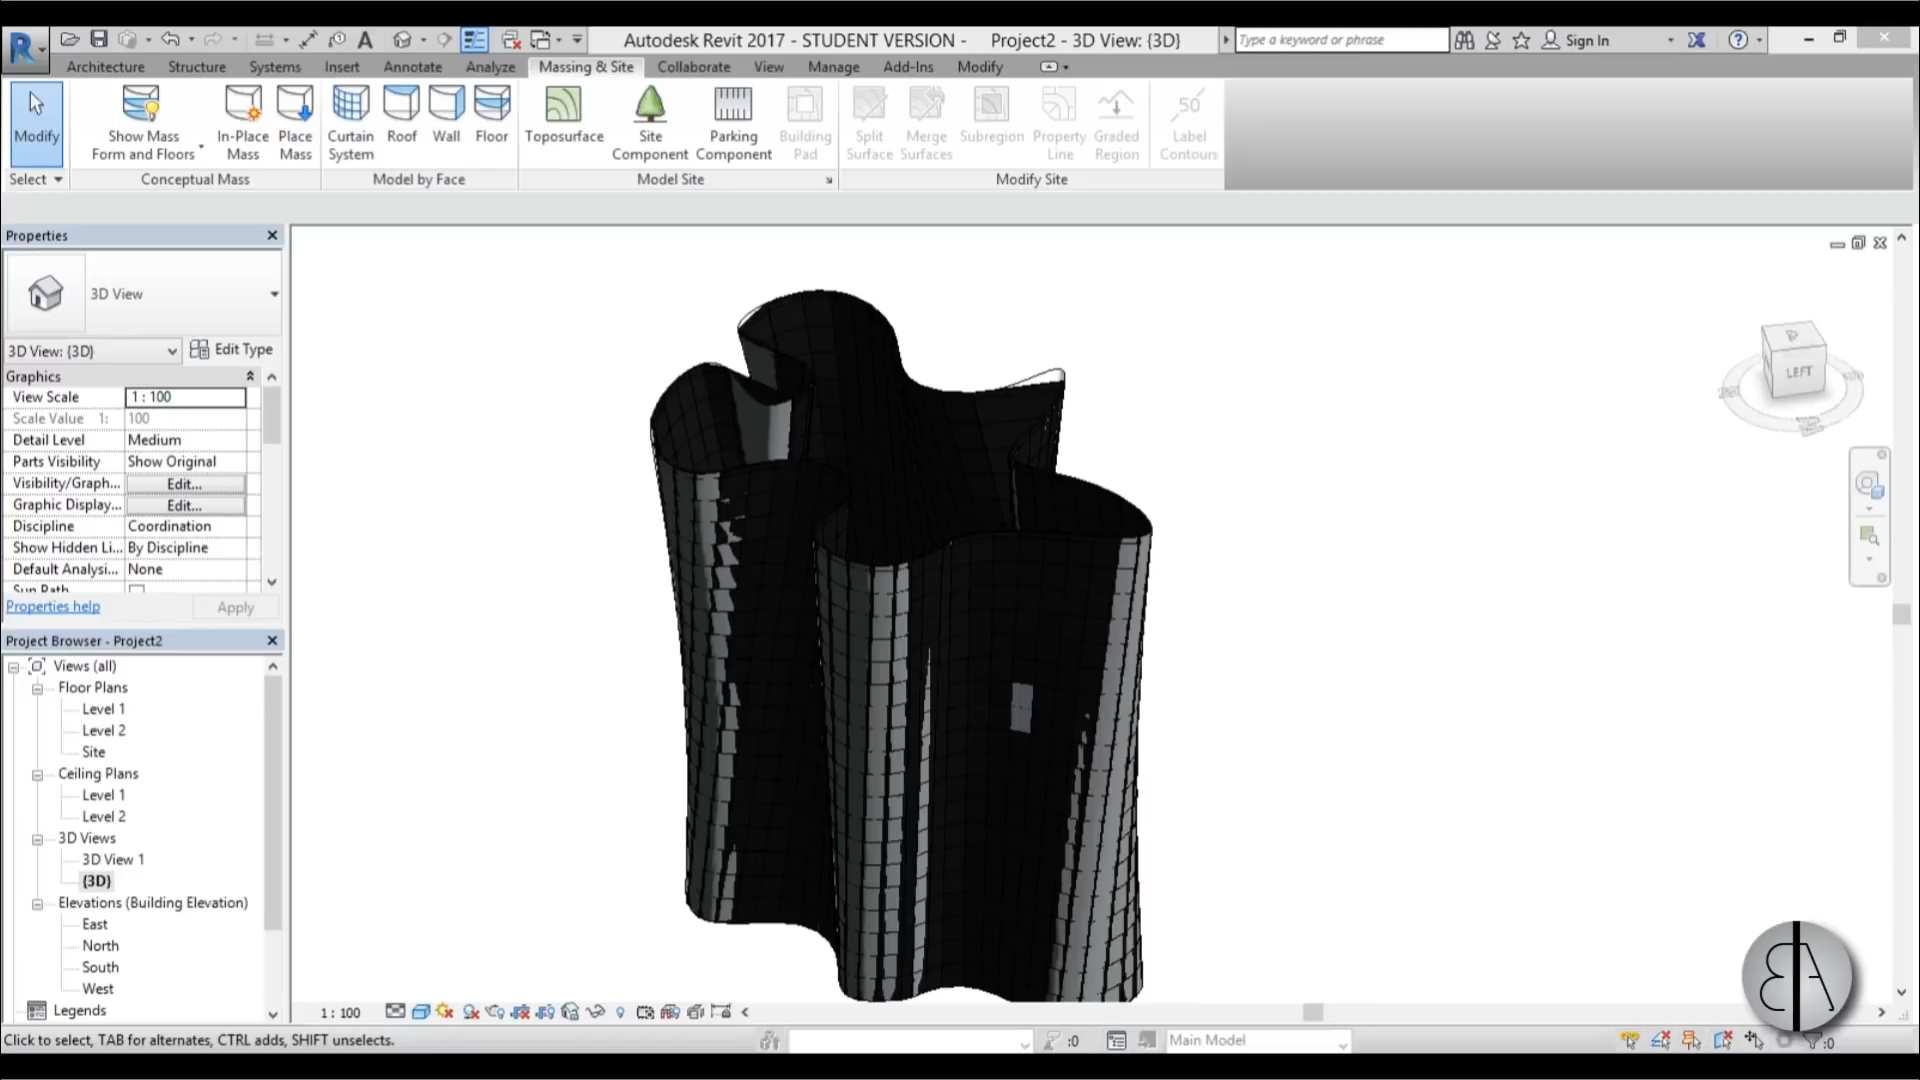 Autodesk Revit 2017 - STUDENT VERSION - Project2 - 3D View: {3D}
Type a keyword or phrase
Sign In
Architecture Structure Systems Insert Annotate Analyze Massing & Site Collaborate View Manage Add-Ins Modify
Modify
Show Mass Form and Floors
In-Place Mass
Place Mass
Curtain System
Roof
Wall
Floor
Toposurface
Site Component
Parking Component
Building Pad
Split Surface
Merge Surfaces
Subregion
Property Line
Graded Region
50
Label Contours
Select
Conceptual Mass
Model by Face
Model Site
Modify Site
Properties
3D View
3D View: {3D}
Edit Type
Graphics
View Scale 1 : 100
Scale Value 1: 100
Detail Level Medium
Parts Visibility Show Original
Visibility/Graph... Edit...
Graphic Display... Edit...
Discipline Coordination
Show Hidden Li... By Discipline
Default Analysi... None
Sun Path
Properties help
Apply
Project Browser - Project2
Views (all)
Floor Plans
Level 1
Level 2
Site
Ceiling Plans
Level 1
Level 2
3D Views
3D View 1
{3D}
Elevations (Building Elevation)
East
North
South
West
Legends
LEFT
1 : 100
Click to select, TAB for alternates, CTRL adds, SHIFT unselects.
:0
Main Model
:0